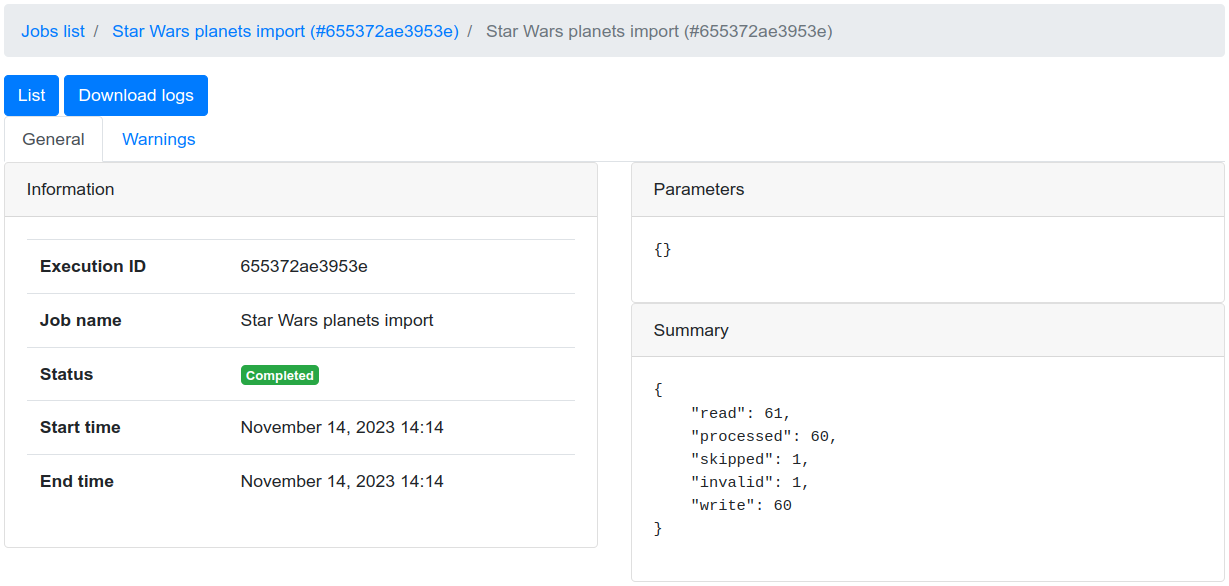 Jobs list / Star Wars planets import (#655372ae3953e) / Star Wars planets import (#655372ae3953e)
List Download logs
General Warnings
Information
Execution ID 655372ae3953e
Job name Star Wars planets import
Status Completed
Start time November 14, 2023 14:14
End time November 14, 2023 14:14
Parameters
{}
Summary
{
    "read": 61,
    "processed": 60,
    "skipped": 1,
    "invalid": 1,
    "write": 60
}